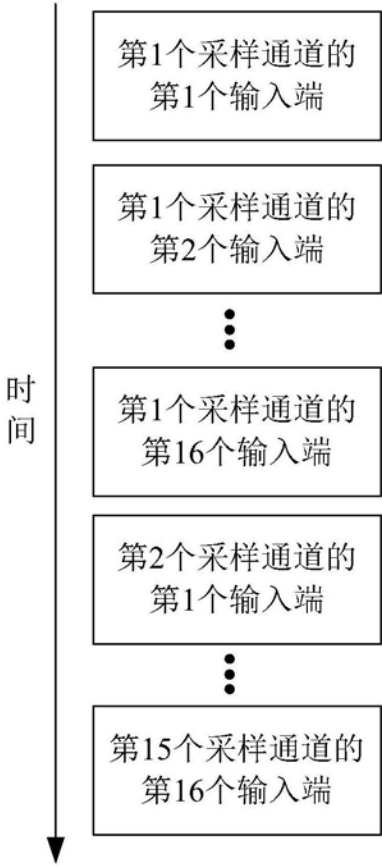 第1个采样通道的
第1个输入端
第1个采样通道的
第2个输入端
时
间
第1个采样通道的
第16个输入端
第2个采样通道的
第1个输入端
第15个采样通道的
第16个输入端